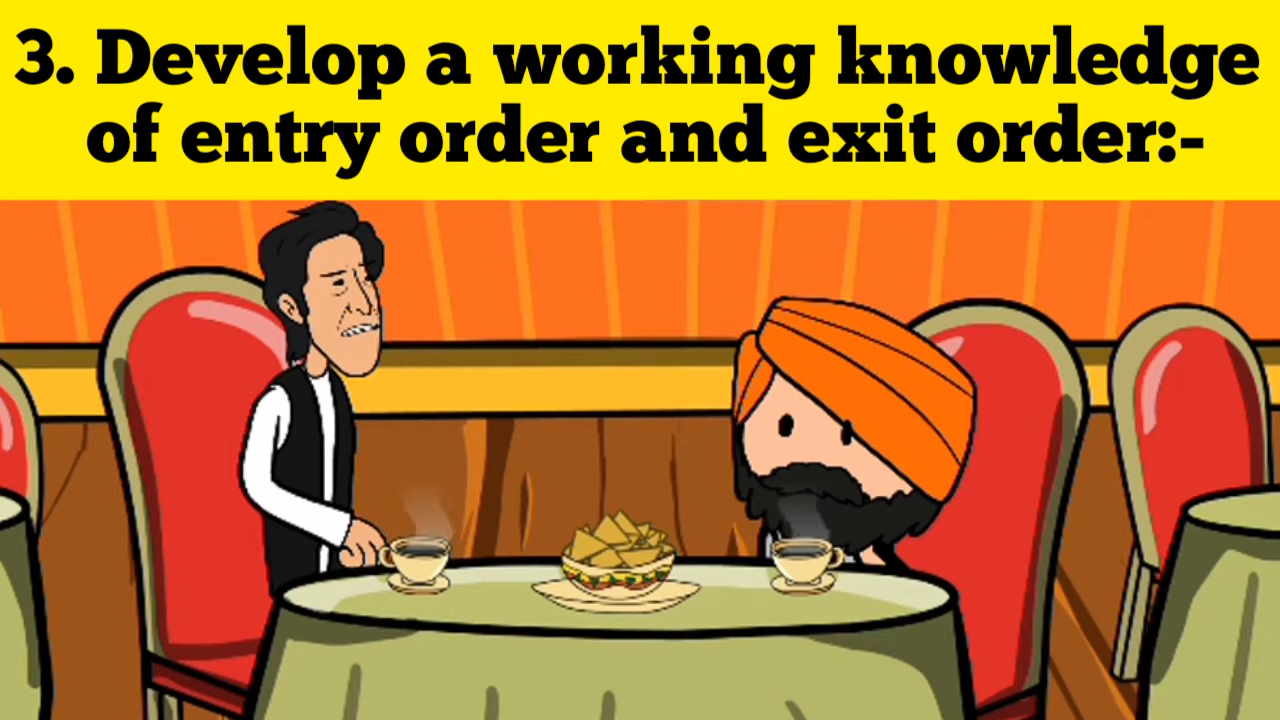 3. Develop a working knowledge
of entry order and exit order:-